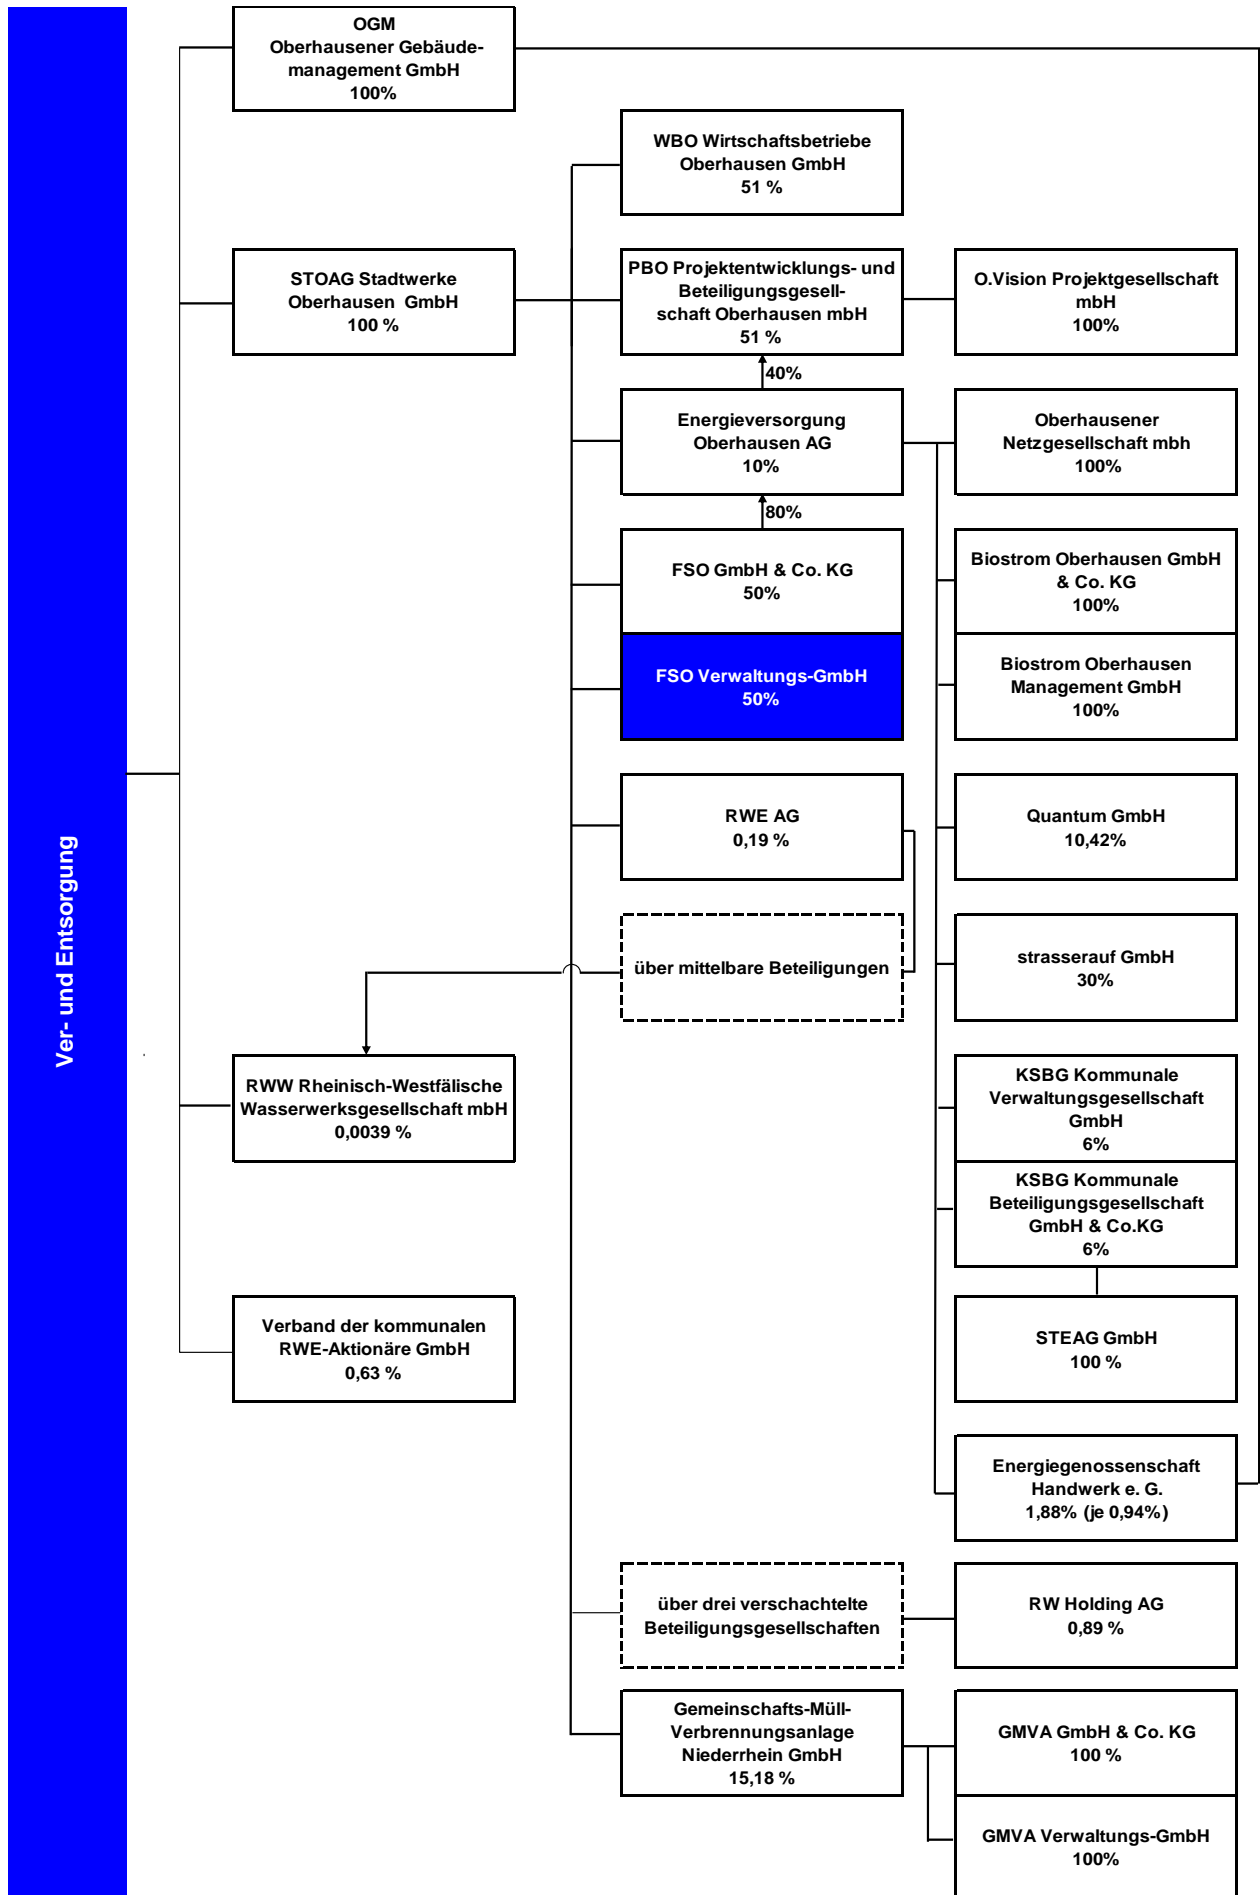 Ver- und Entsorgung
OGM
Oberhausener Gebäude-
management GmbH
100%
WBO Wirtschaftsbetriebe
Oberhausen GmbH
51 %
STOAG Stadtwerke
Oberhausen GmbH
100 %
PBO Projektentwicklungs- und
Beteiligungsgesell-
schaft Oberhausen mbH
51 %
O.Vision Projektgesellschaft
mbH
100%
40%
Energieversorgung
Oberhausen AG
10%
Oberhausener
Netzgesellschaft mbh
100%
80%
FSO GmbH & Co. KG
50%
Biostrom Oberhausen GmbH
& Co. KG
100%
FSO Verwaltungs-GmbH
50%
Biostrom Oberhausen
Management GmbH
100%
RWE AG
0,19 %
Quantum GmbH
10,42%
über mittelbare Beteiligungen
strasserauf GmbH
30%
RWW Rheinisch-Westfälische
Wasserwerksgesellschaft mbH
0,0039 %
KSBG Kommunale
Verwaltungsgesellschaft
GmbH
6%
KSBG Kommunale
Beteiligungsgesellschaft
GmbH & Co.KG
6%
Verband der kommunalen
RWE-Aktionäre GmbH
0,63 %
STEAG GmbH
100 %
Energiegenossenschaft
Handwerk e. G.
1,88% (je 0,94%)
über drei verschachtelte
Beteiligungsgesellschaften
RW Holding AG
0,89 %
Gemeinschafts-Müll-
Verbrennungsanlage
Niederrhein GmbH
15,18 %
GMVA GmbH & Co. KG
100 %
GMVA Verwaltungs-GmbH
100%